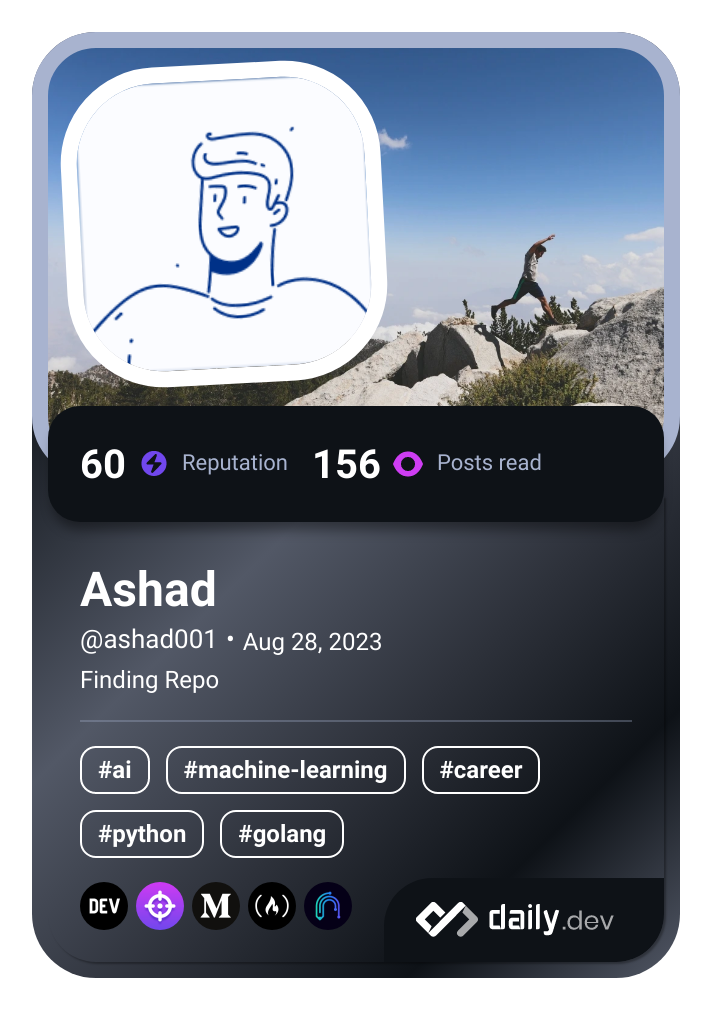 60 Reputation 156 Posts read
Ashad
@ashad001 • Aug 28, 2023
Finding Repo
#ai #machine-learning #career
#python #golang
DEV M
daily.dev